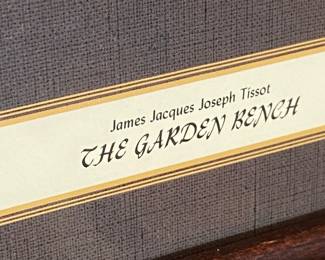 James Jacques Joseph Tissot
THE GARDEN BENCH